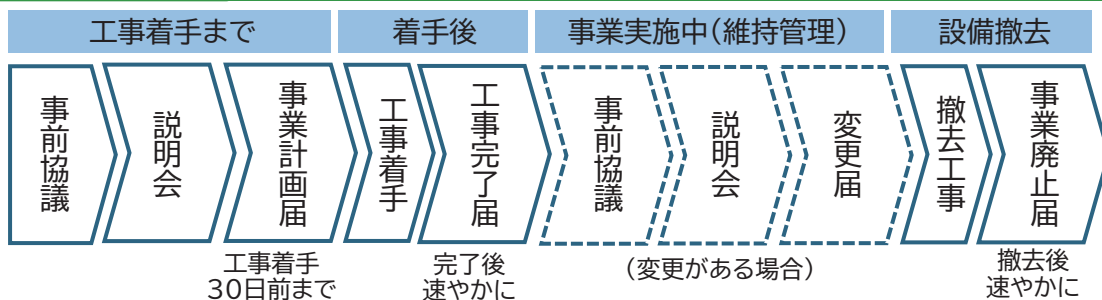 工事着手まで
着手後
事業実施中(維持管理)
設備撤去
事前協議
説明会
事業計画届
工事着手
工事完了届
事前協議
説明会
変更届
撤去工事
事業廃止届
工事着手
30日前まで
完了後
速やかに
(変更がある場合)
撤去後
速やかに